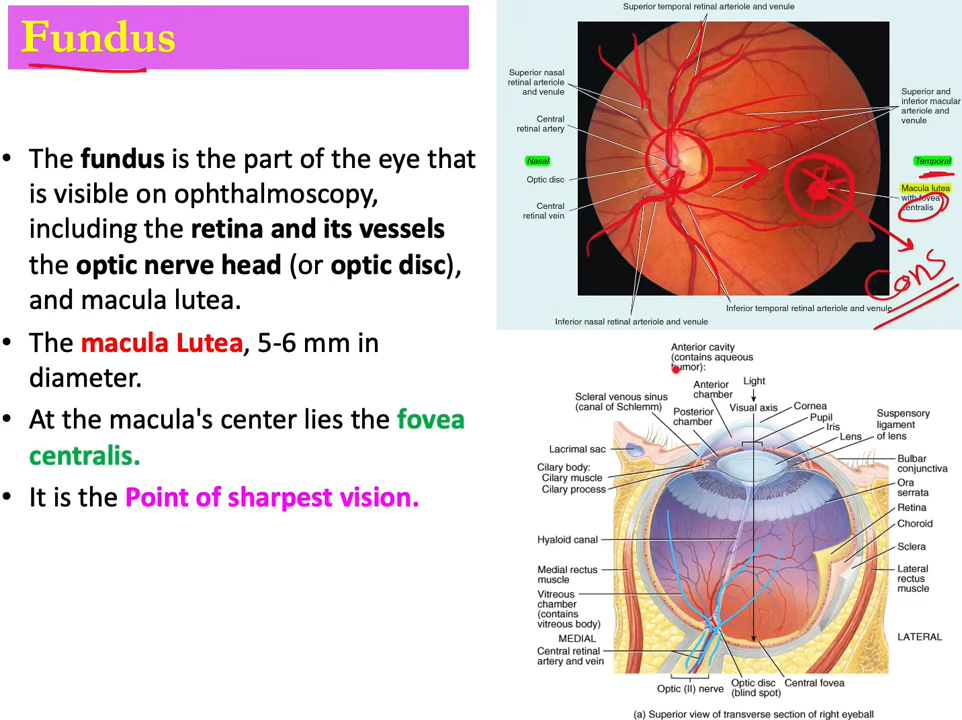 Fundus
• The fundus is the part of the eye that
is visible on ophthalmoscopy,
including the retina and its vessels
the optic nerve head (or optic disc),
and macula lutea.
• The macula Lutea, 5-6 mm in
diameter.
• At the macula's center lies the fovea
centralis.
• It is the Point of sharpest vision.
Superior temporal retinal arteriole and venule
Superior nasal
retinal arteriole
and venule
Central
retinal artery
Nasal
Optic disc
Central
retinal vein
Superior and
inferior macular
arteriole and
venule
Temporal
Macula lutea
with fovea
centralis
Cons
Inferior temporal retinal arteriole and venule
Inferior nasal retinal arteriole and venule
Anterior cavity
(contains aqueous
humor):
Light
Anterior
chamber
Visual axis
Scleral venous sinus
(canal of Schlemm)
Posterior
chamber
Cornea
Pupil
Iris
Lens
Suspensory
ligament
of lens
Lacrimal sac
Cilary body:
Cilary muscle
Cilary process
Bulbar
conjunctiva
Ora
serrata
Retina
Choroid
Hyaloid canal
Sclera
Medial rectus
muscle
Lateral
rectus
muscle
Vitreous
chamber
(contains
vitreous body)
MEDIAL
LATERAL
Central retinal
artery and vein
Optic (II) nerve
Optic disc
(blind spot)
Central fovea
(a) Superior view of transverse section of right eyeball